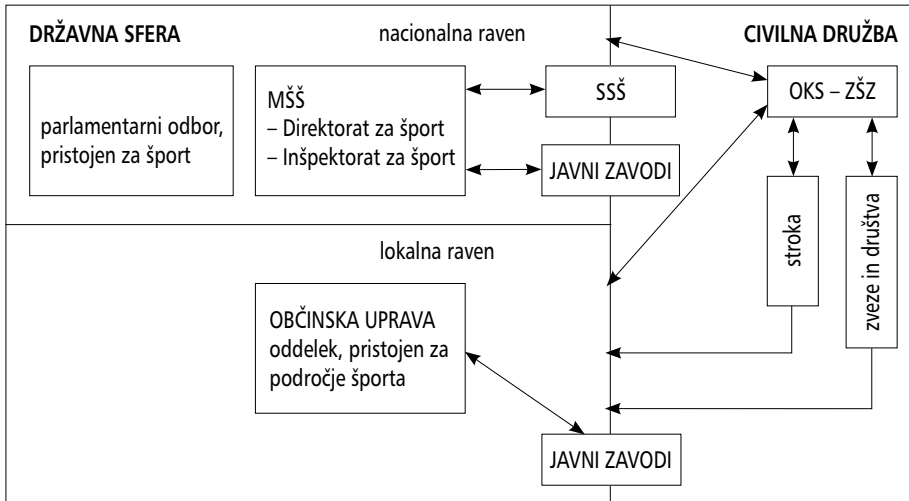 DRŽAVNA SFERA
nacionalna raven
CIVILNA DRUŽBA
parlamentarni odbor,
pristojen za šport
MŠŠ
– Direktorat za šport
– Inšpektorat za šport
SSŠ
JAVNI ZAVODI
OKS – ZŠZ
stroka
zveze in društva
lokalna raven
OBČINSKA UPRAVA
oddelek, pristojen za
področje športa
JAVNI ZAVODI